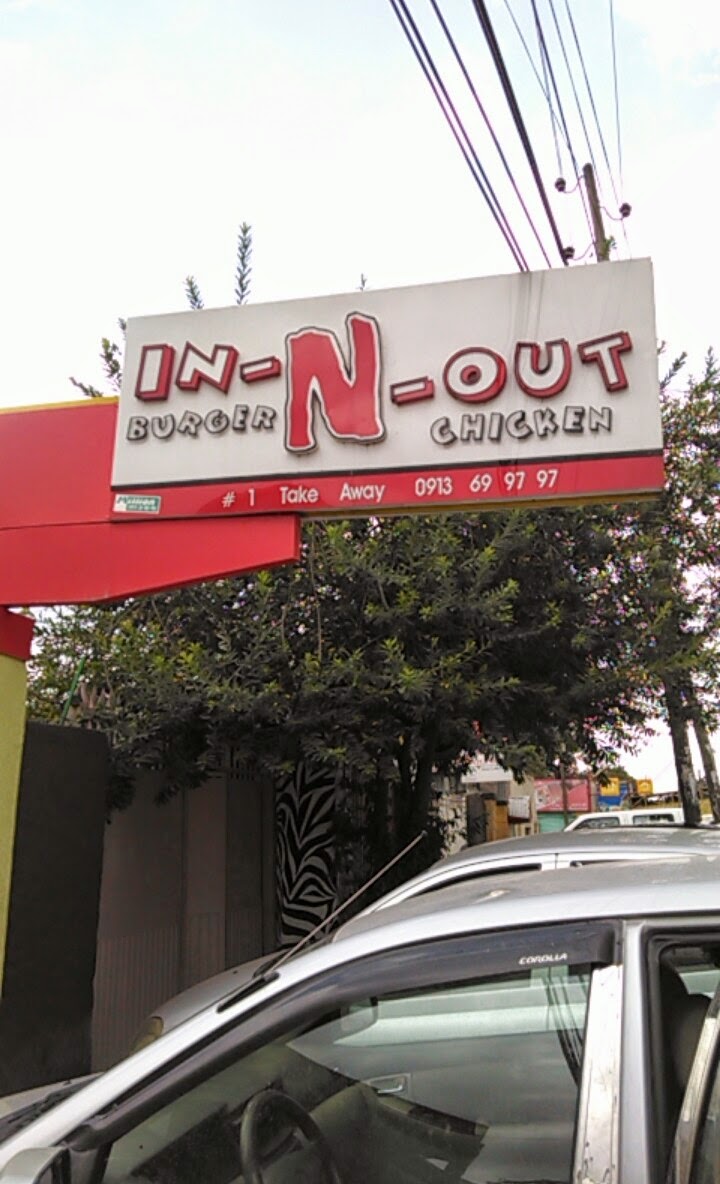 IN-N-OUT
BURGER CHICKEN
# 1 Take Away 0913 69 97 97
COROLLA